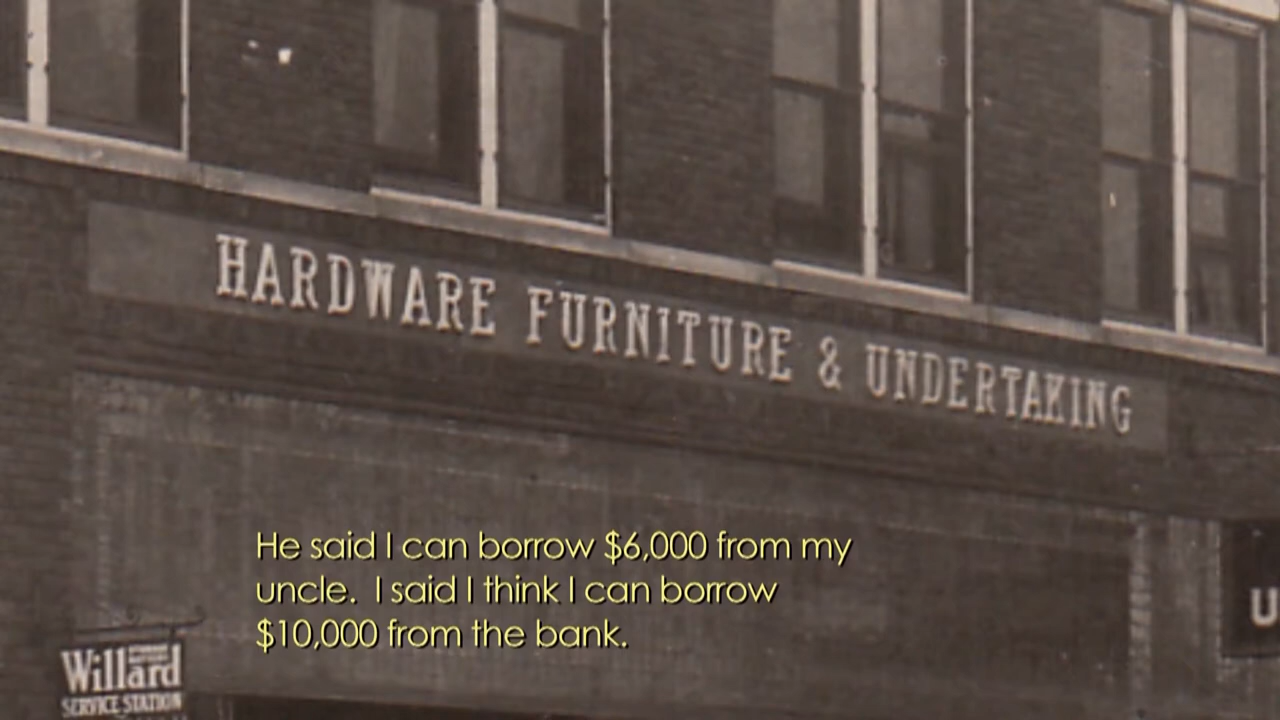 HARDWARE FURNITURE & UNDERTAKING
He said I can borrow $6,000 from my
uncle. I said I think I can borrow
$10,000 from the bank.
U
Willard
SERVICE STATION